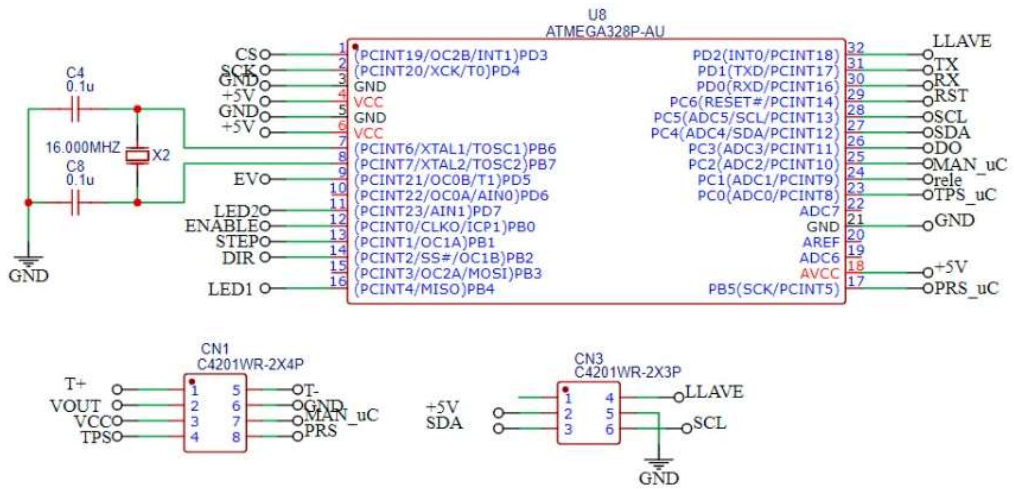 U8
ATMEGA328P-AU
CS 1 (PCINT19/OC2B/INT1)PD3 PD2(INT0/PCINT18) 32 LLAVE
SCK 2 (PCINT20/XCK/T0)PD4 PD1(TXD/PCINT17) 31 TX
GND 3 GND PD0(RXD/PCINT16) 30 RX
+5V 4 VCC PC6(RESET#/PCINT14) 29 RST
GND 5 GND PC5(ADC5/SCL/PCINT13) 28 SCL
+5V 6 VCC PC4(ADC4/SDA/PCINT12) 27 SDA
7 (PCINT6/XTAL1/TOSC1)PB6 PC3(ADC3/PCINT11) 26 DO
8 (PCINT7/XTAL2/TOSC2)PB7 PC2(ADC2/PCINT10) 25 MAN_uC
EV 9 (PCINT21/OC0B/T1)PD5 PC1(ADC1/PCINT9) 24 rele
10 (PCINT22/OC0A/AIN0)PD6 PC0(ADC0/PCINT8) 23 TPS_uC
LED2 11 (PCINT23/AIN1)PD7 ADC7 22
ENABLE 12 (PCINT0/CLKO/ICP1)PB0 GND 21 GND
STEP 13 (PCINT1/OC1A)PB1 AREF 20
DIR 14 (PCINT2/SS#/OC1B)PB2 ADC6 19
15 (PCINT3/OC2A/MOSI)PB3 AVCC 18 +5V
LED1 16 (PCINT4/MISO)PB4 PB5(SCK/PCINT5) 17 PRS_uC
C4
0.1u
16.000MHZ X2
C8
0.1u
GND
CN1
C4201WR-2X4P
T+ 1 5 T-
VOUT 2 6 GND
VCC 3 7 MAN_uC
TPS 4 8 PRS
CN3
C4201WR-2X3P
1 4 LLAVE
+5V 2 5
SDA 3 6 SCL
GND